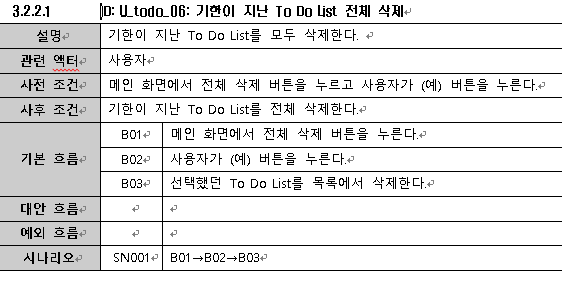 3.2.2.1 ID: U_todo_06: 기한이 지난 To Do List 전체 삭제
설명 기한이 지난 To Do List를 모두 삭제한다.
관련 액터 사용자
사전 조건 메인 화면에서 전체 삭제 버튼을 누르고 사용자가 (예) 버튼을 누른다.
사후 조건 기한이 지난 To Do List를 전체 삭제한다.
기본 흐름
B01 메인 화면에서 전체 삭제 버튼을 누른다.
B02 사용자가 (예) 버튼을 누른다.
B03 선택했던 To Do List를 목록에서 삭제한다.
대안 흐름
예외 흐름
시나리오 SN001 B01→B02→B03